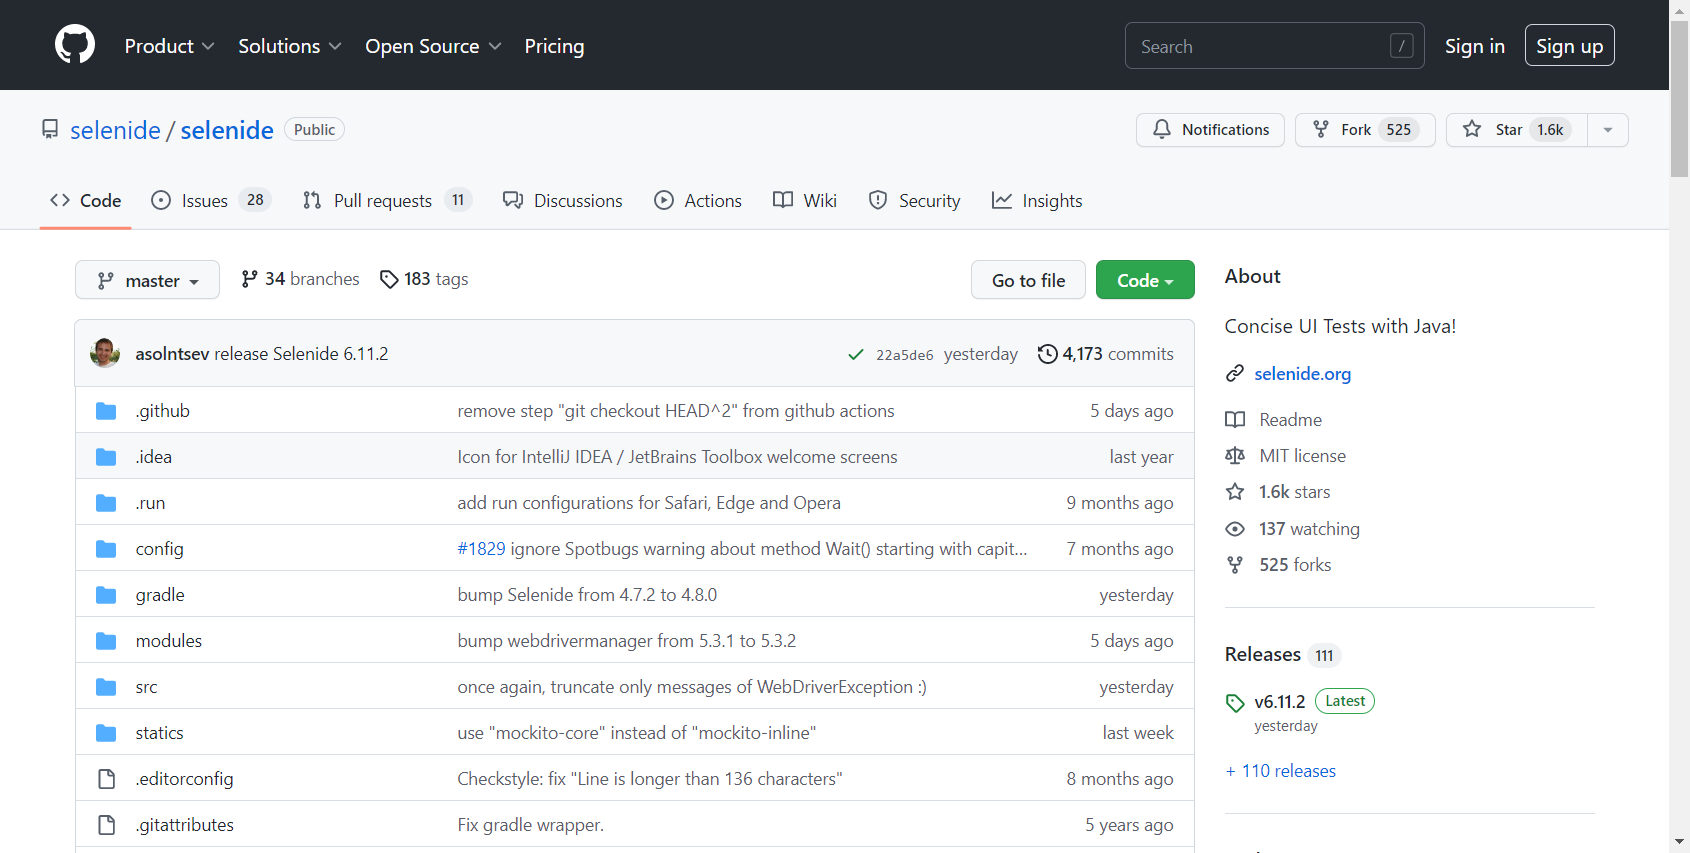 Product Solutions Open Source Pricing Search / Sign in Sign up
selenide / selenide Public Notifications Fork 525 Star 1.6k
Code Issues 28 Pull requests 11 Discussions Actions Wiki Security Insights
master 34 branches 183 tags Go to file Code
asolntsev release Selenide 6.11.2 22a5de6 yesterday 4,173 commits
.github remove step "git checkout HEAD^2" from github actions 5 days ago
.idea Icon for IntelliJ IDEA / JetBrains Toolbox welcome screens last year
.run add run configurations for Safari, Edge and Opera 9 months ago
config #1829 ignore Spotbugs warning about method Wait() starting with capit... 7 months ago
gradle bump Selenide from 4.7.2 to 4.8.0 yesterday
modules bump webdrivermanager from 5.3.1 to 5.3.2 5 days ago
src once again, truncate only messages of WebDriverException :) yesterday
statics use "mockito-core" instead of "mockito-inline" last week
.editorconfig Checkstyle: fix "Line is longer than 136 characters" 8 months ago
.gitattributes Fix gradle wrapper. 5 years ago
About
Concise UI Tests with Java!
selenide.org
Readme
MIT license
1.6k stars
137 watching
525 forks
Releases 111
v6.11.2 Latest
yesterday
+ 110 releases